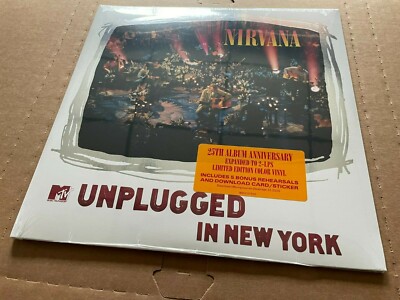 NIRVANA
25TH ALBUM ANNIVERSARY
EXPANDED TO 2-LPS
LIMITED EDITION COLOR VINYL
INCLUDES 5 BONUS REHEARSALS
AND DOWNLOAD CARD/STICKER
MTV UNPLUGGED
IN NEW YORK